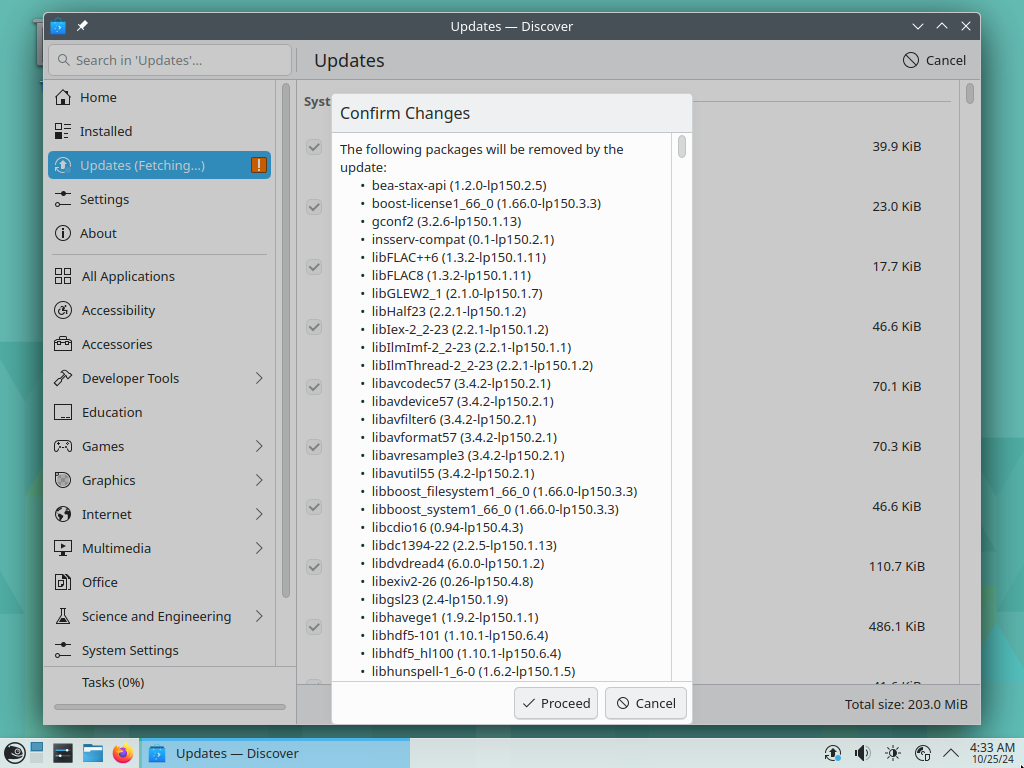 Updates — Discover
Search in 'Updates'...
Updates
Cancel
Home
Installed
Updates (Fetching...)
Settings
About
All Applications
Accessibility
Accessories
Developer Tools
Education
Games
Graphics
Internet
Multimedia
Office
Science and Engineering
System Settings
Tasks (0%)
Syst
39.9 KiB
23.0 KiB
17.7 KiB
46.6 KiB
70.1 KiB
70.3 KiB
46.6 KiB
110.7 KiB
486.1 KiB
Total size: 203.0 MiB
Confirm Changes
The following packages will be removed by the
update:
• bea-stax-api (1.2.0-lp150.2.5)
• boost-license1_66_0 (1.66.0-lp150.3.3)
• gconf2 (3.2.6-lp150.1.13)
• insserv-compat (0.1-lp150.2.1)
• libFLAC++6 (1.3.2-lp150.1.11)
• libFLAC8 (1.3.2-lp150.1.11)
• libGLEW2_1 (2.1.0-lp150.1.7)
• libHalf23 (2.2.1-lp150.1.2)
• libIex-2_2-23 (2.2.1-lp150.1.2)
• libIlmImf-2_2-23 (2.2.1-lp150.1.1)
• libIlmThread-2_2-23 (2.2.1-lp150.1.2)
• libavcodec57 (3.4.2-lp150.2.1)
• libavdevice57 (3.4.2-lp150.2.1)
• libavfilter6 (3.4.2-lp150.2.1)
• libavformat57 (3.4.2-lp150.2.1)
• libavresample3 (3.4.2-lp150.2.1)
• libavutil55 (3.4.2-lp150.2.1)
• libboost_filesystem1_66_0 (1.66.0-lp150.3.3)
• libboost_system1_66_0 (1.66.0-lp150.3.3)
• libcdio16 (0.94-lp150.4.3)
• libdc1394-22 (2.2.5-lp150.1.13)
• libdvdread4 (6.0.0-lp150.1.2)
• libexiv2-26 (0.26-lp150.4.8)
• libgsl23 (2.4-lp150.1.9)
• libhavege1 (1.9.2-lp150.1.1)
• libhdf5-101 (1.10.1-lp150.6.4)
• libhdf5_hl100 (1.10.1-lp150.6.4)
• libhunspell-1_6-0 (1.6.2-lp150.1.5)
Proceed
Cancel
Updates — Discover
4:33 AM
10/25/24